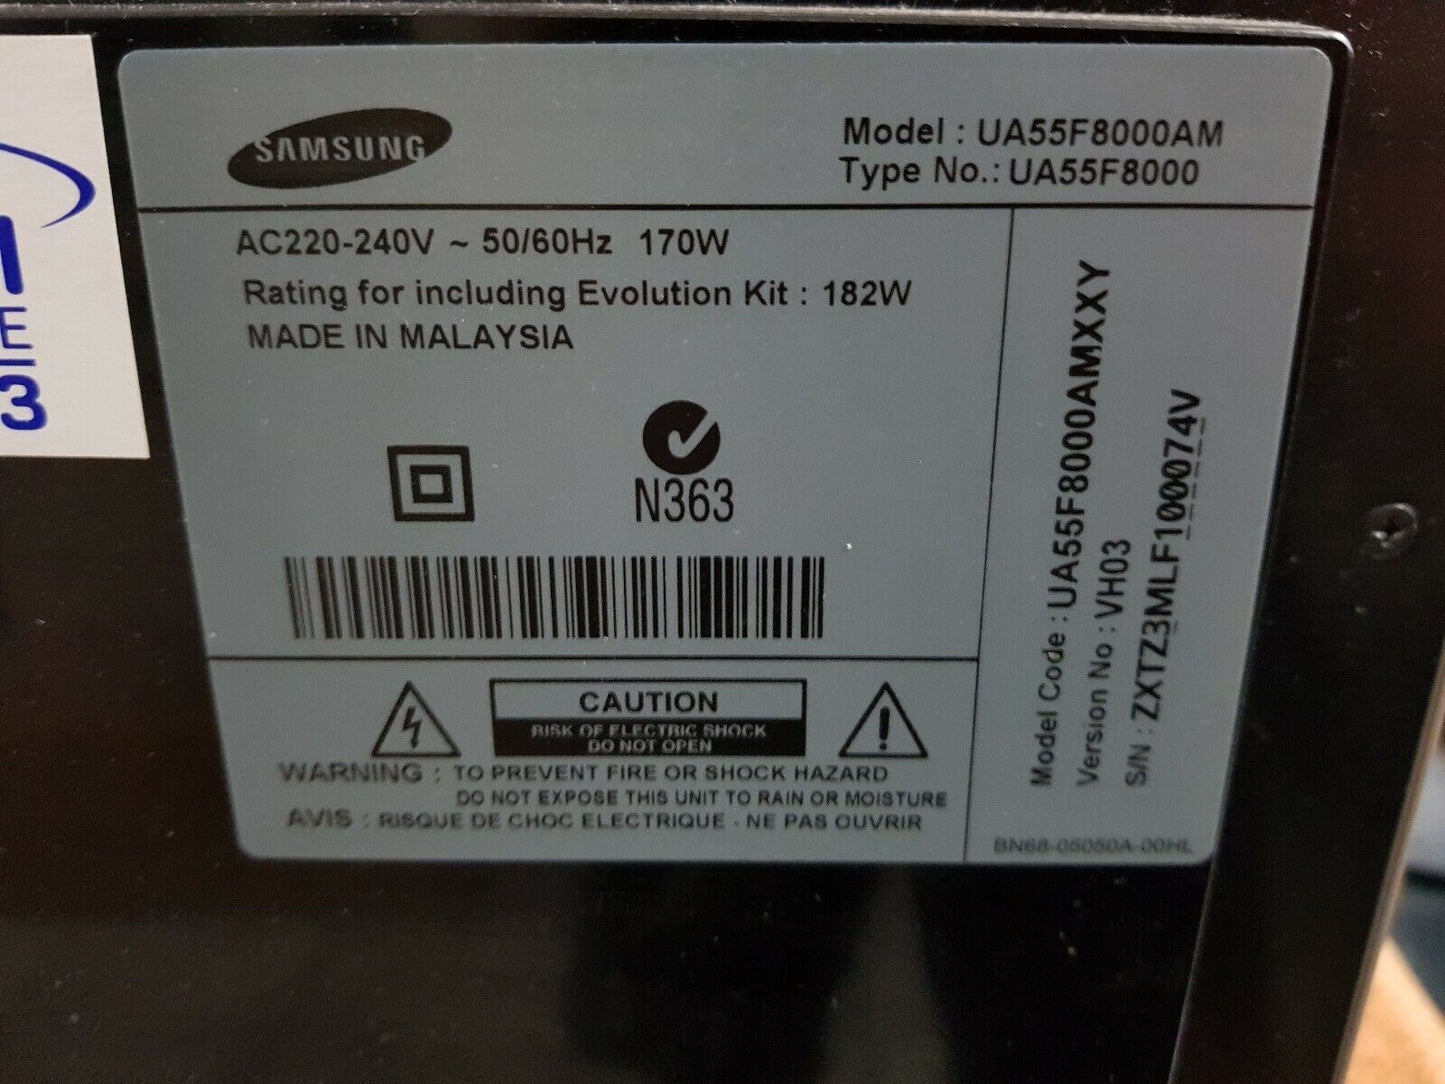 SAMSUNG
Model : UA55F8000AM
Type No.: UA55F8000
AC220-240V ~ 50/60Hz 170W
Rating for including Evolution Kit : 182W
MADE IN MALAYSIA
N363
CAUTION
RISK OF ELECTRIC SHOCK
DO NOT OPEN
WARNING : TO PREVENT FIRE OR SHOCK HAZARD
DO NOT EXPOSE THIS UNIT TO RAIN OR MOISTURE
AVIS : RISQUE DE CHOC ELECTRIQUE - NE PAS OUVRIR
Model Code : UA55F8000AMXXY
Version No : VH03
S/N : ZXTZ3MLF100074V
BN68-05050A-00HL
E
3